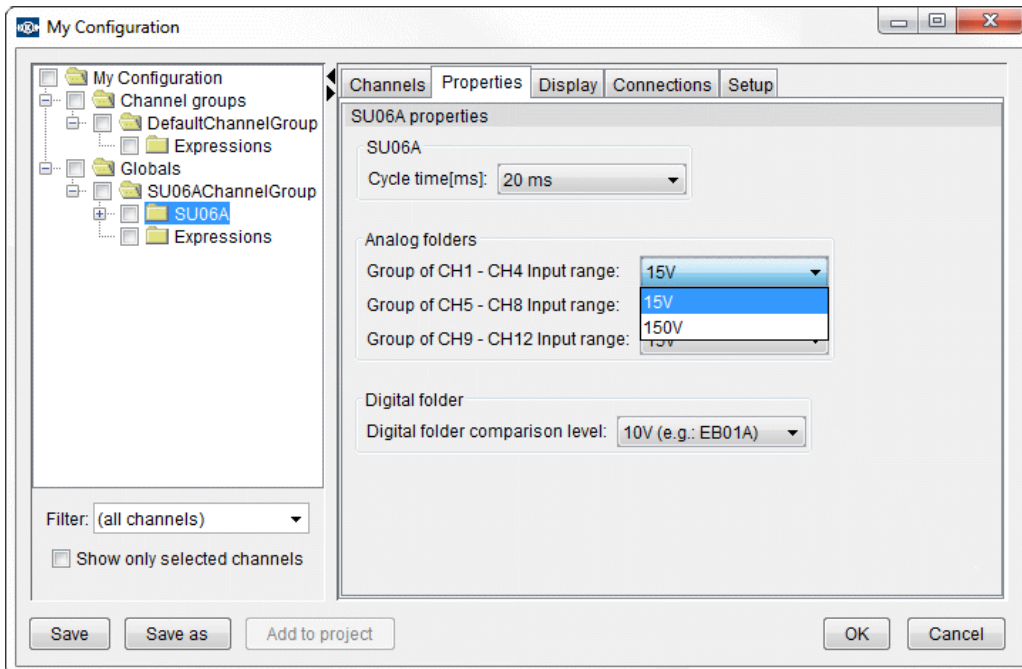 My Configuration
My Configuration
Channel groups
DefaultChannelGroup
Expressions
Globals
SU06AChannelGroup
SU06A
Expressions
Filter: (all channels)
Show only selected channels
Channels Properties Display Connections Setup
SU06A properties
SU06A
Cycle time[ms]: 20 ms
Analog folders
Group of CH1 - CH4 Input range: 15V
Group of CH5 - CH8 Input range: 15V
150V
Group of CH9 - CH12 Input range: 15V
Digital folder
Digital folder comparison level: 10V (e.g.: EB01A)
Save Save as Add to project OK Cancel